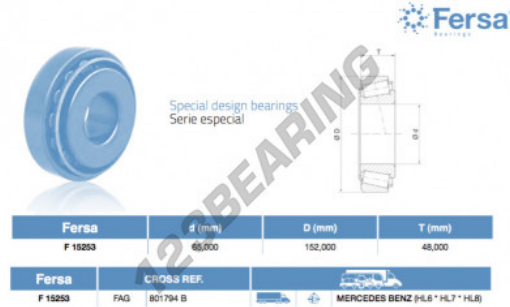 Fersa
Bearings
T
Special design bearings
Serie especial
Ø D
Ø d
123BEARING
Fersa d (mm) D (mm) T (mm)
F 15253 65,000 152,000 48,000
Fersa CROSS REF.
F 15253 FAG 801794 B MERCEDES BENZ (HL6 * HL7 * HL8)